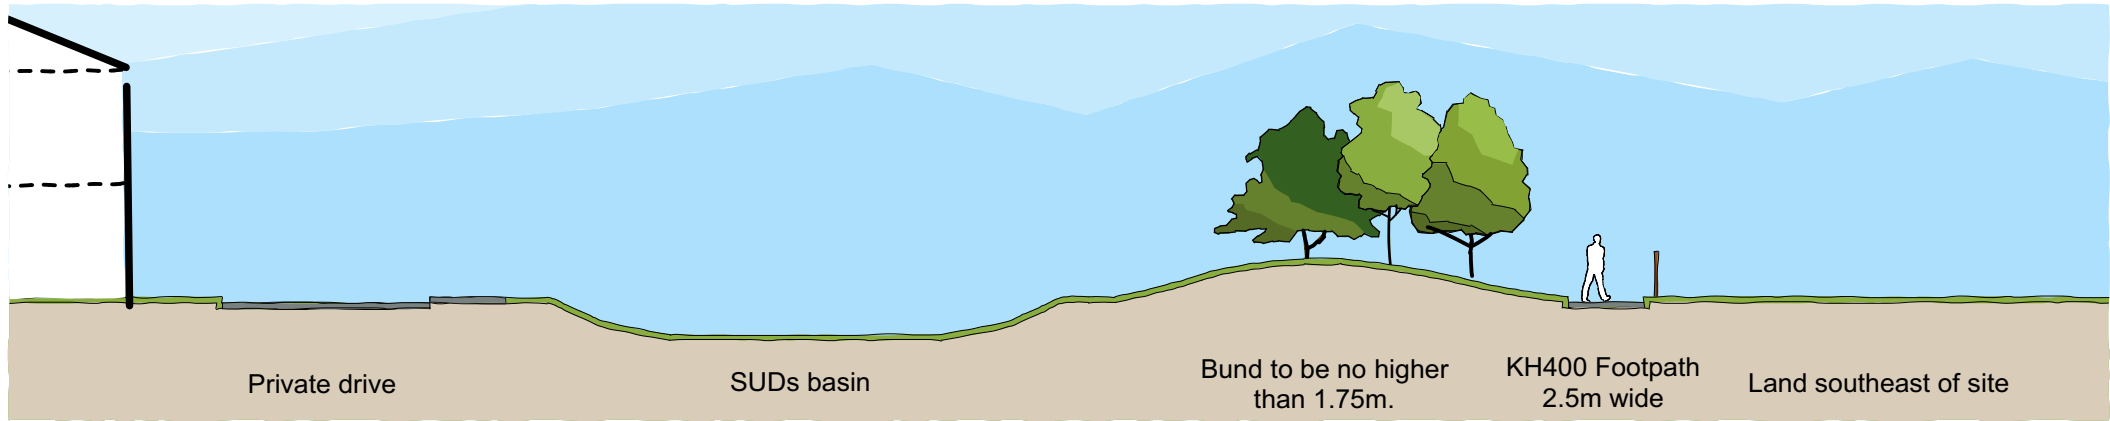 Private drive
SUDs basin
Bund to be no higher
than 1.75m.
KH400 Footpath
2.5m wide
Land southeast of site